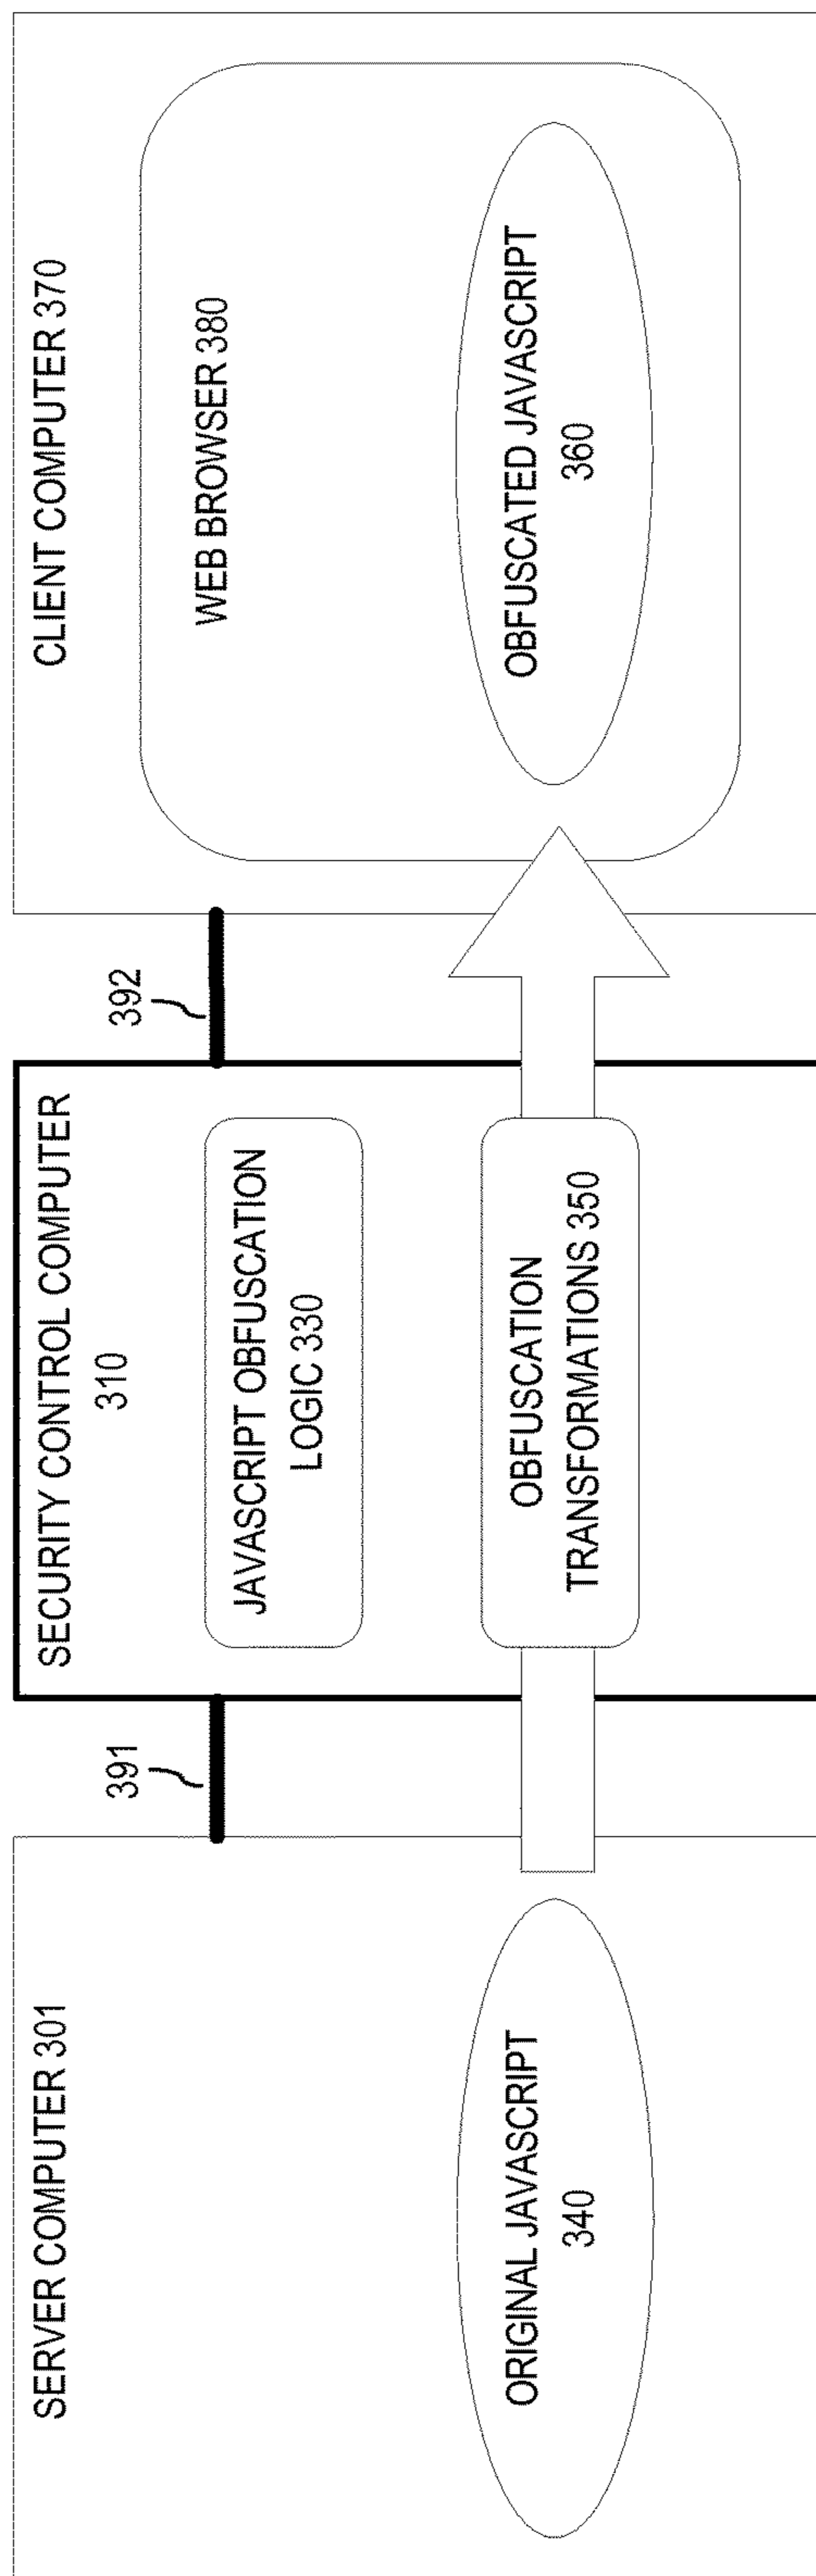 SERVER COMPUTER 301
ORIGINAL JAVASCRIPT
340
391
SECURITY CONTROL COMPUTER
310
JAVASCRIPT OBFUSCATION
LOGIC 330
OBFUSCATION
TRANSFORMATIONS 350
392
CLIENT COMPUTER 370
WEB BROWSER 380
OBFUSCATED JAVASCRIPT
360